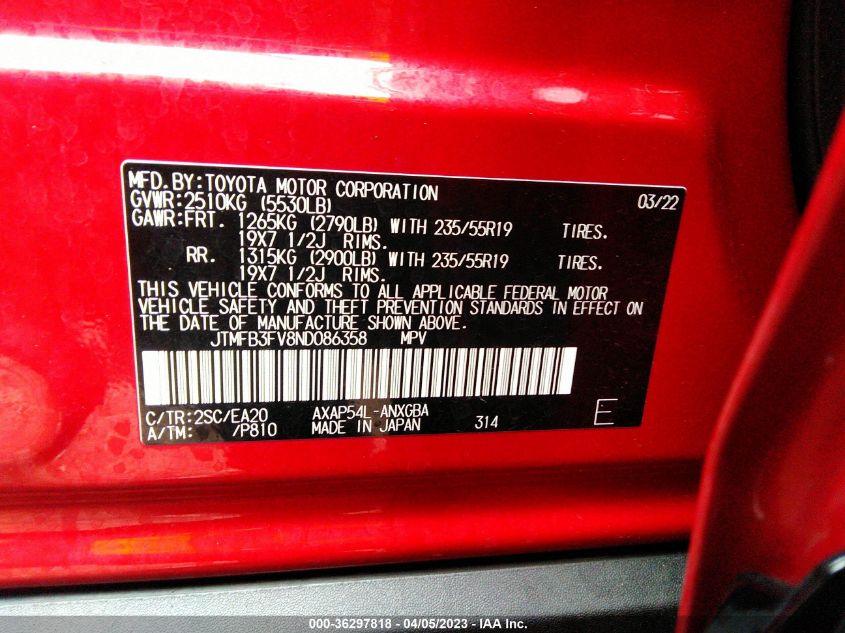 MFD.BY:TOYOTA MOTOR CORPORATION 03/22
GVWR:2510KG (5530LB)
GAWR:FRT. 1265KG (2790LB) WITH 235/55R19 TIRES.
19X7 1/2J RIMS.
RR. 1315KG (2900LB) WITH 235/55R19 TIRES.
19X7 1/2J RIMS.
THIS VEHICLE CONFORMS TO ALL APPLICABLE FEDERAL MOTOR
VEHICLE SAFETY AND THEFT PREVENTION STANDARDS IN EFFECT ON
THE DATE OF MANUFACTURE SHOWN ABOVE.
JTMFB3FV8ND086358 MPV
C/TR:2SC/EA20 AXAP54L-ANXGBA
A/TM: /P810 MADE IN JAPAN 314 E
000-36297818 - 04/05/2023 - IAA Inc.